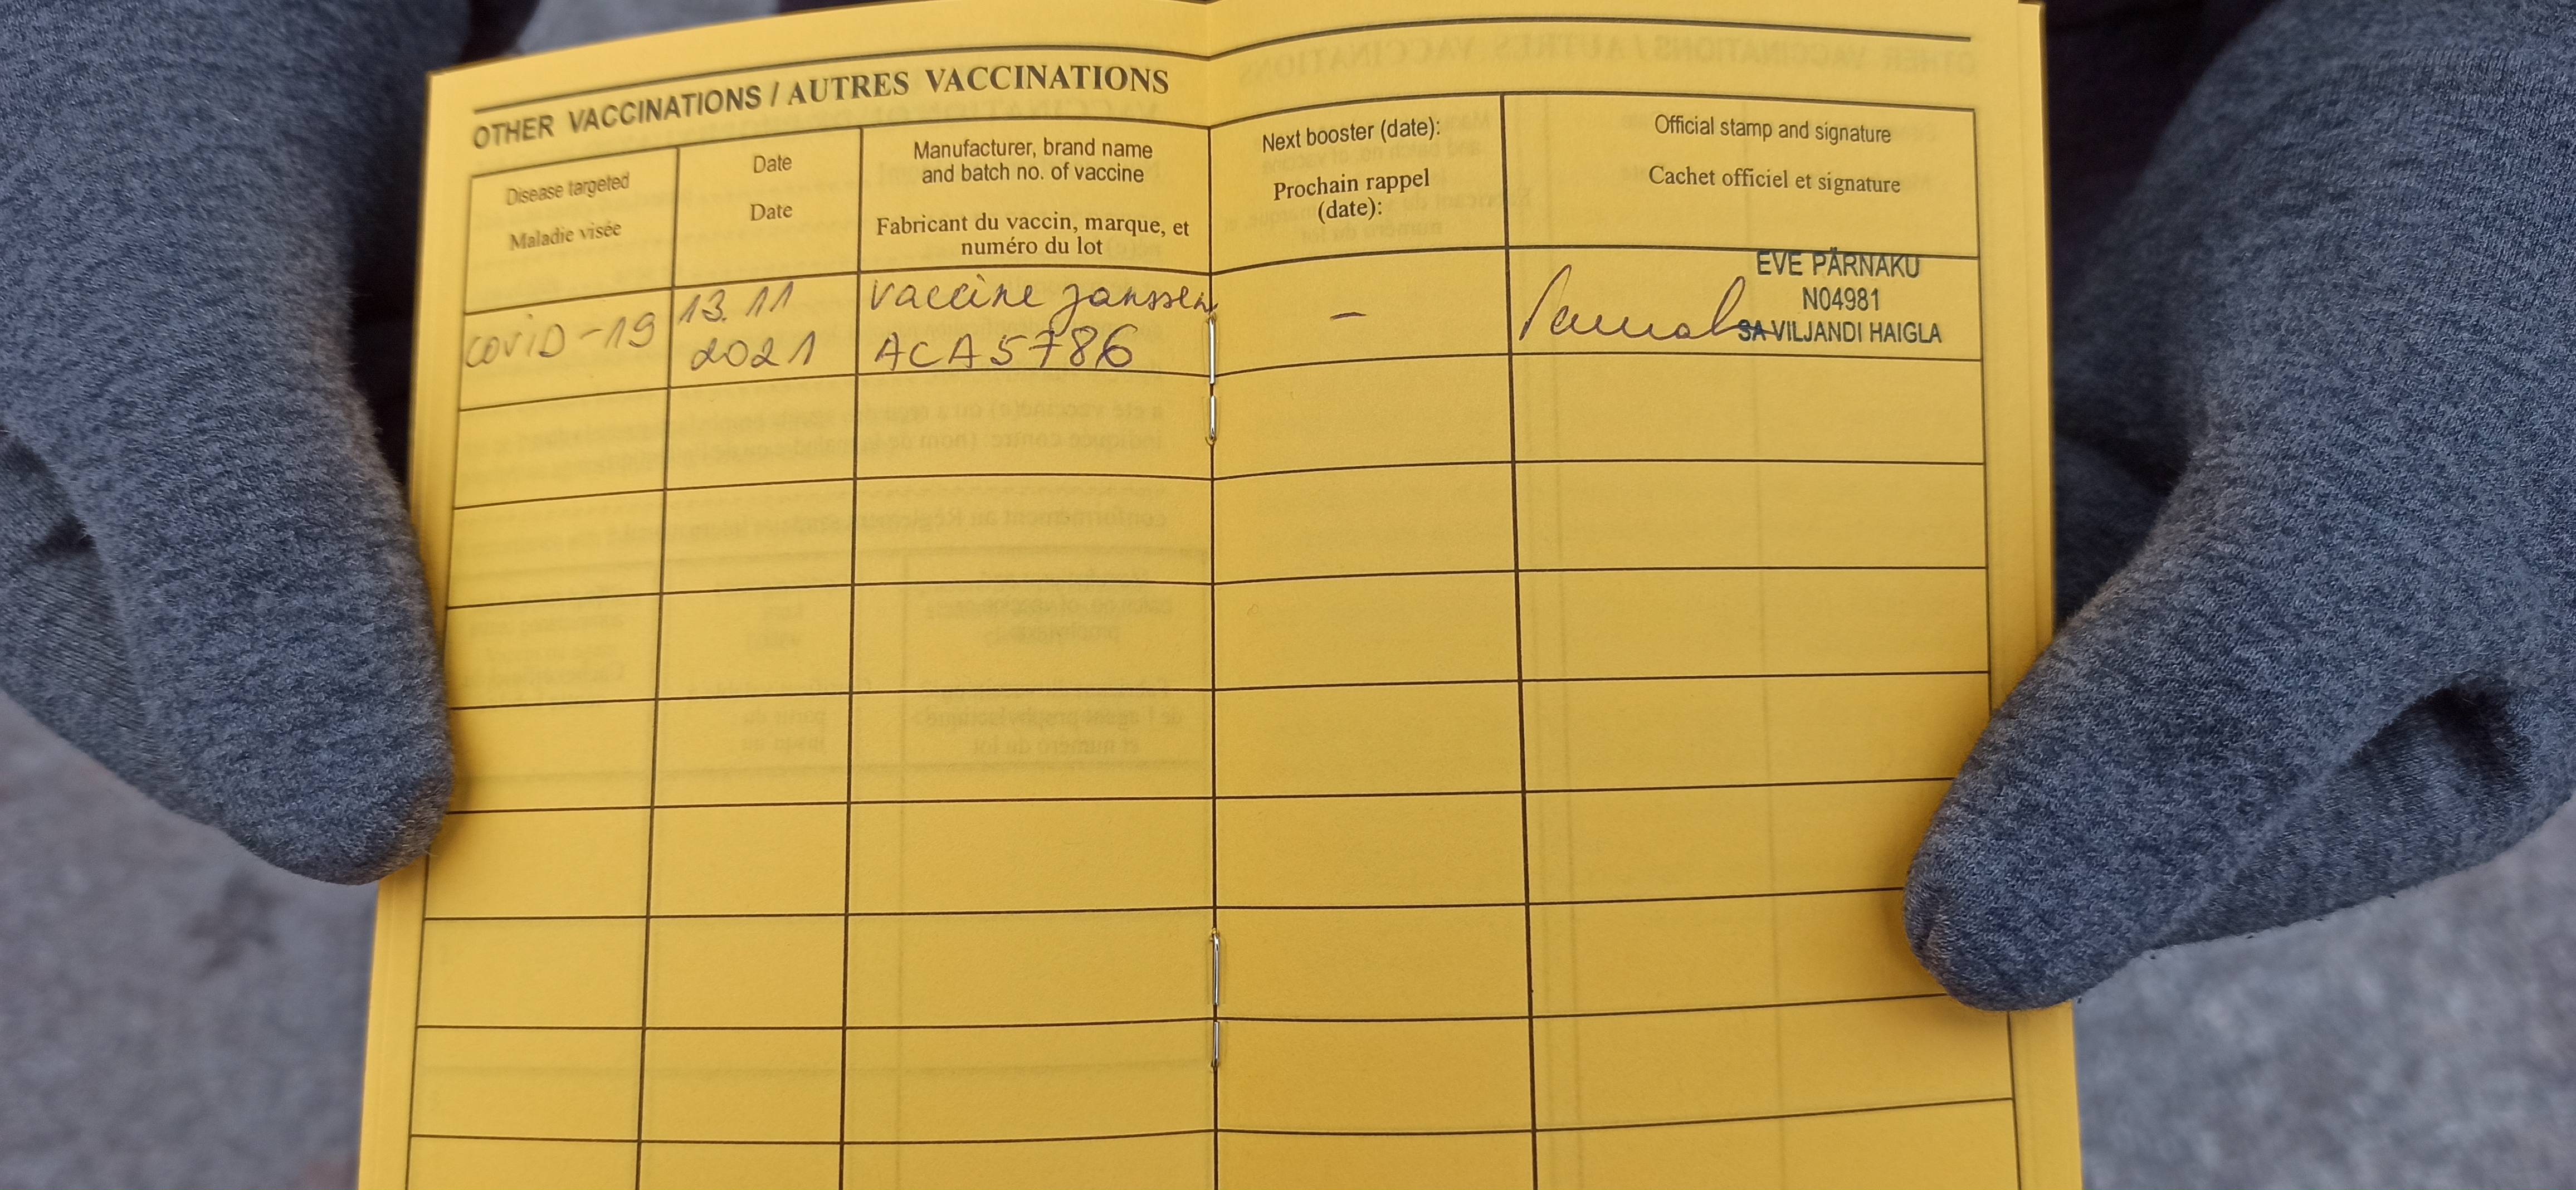 OTHER VACCINATIONS / AUTRES VACCINATIONS
Disease targeted
Maladie visée
Date
Date
Manufacturer, brand name
and batch no. of vaccine
Fabricant du vaccin, marque, et
numéro du lot
Next booster (date):
Prochain rappel
(date):
Official stamp and signature
Cachet officiel et signature
COVID-19
13.11
2021
Vaccine Janssen
ACA5786
-
EVE PÄRNAKU
N04981
SA VILJANDI HAIGLA